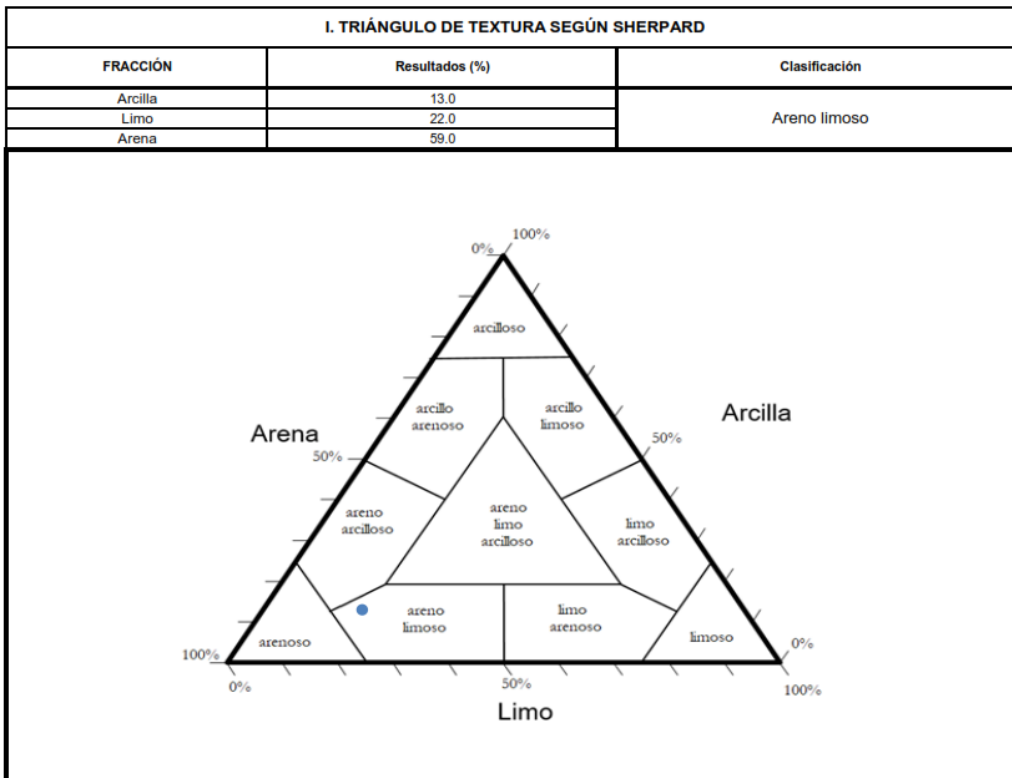 I. TRIÁNGULO DE TEXTURA SEGÚN SHERPARD
FRACCIÓN Resultados (%) Clasificación
Arcilla 13.0
Limo 22.0 Areno limoso
Arena 59.0
0% 100%
arcilloso
arcillo
arenoso
arcillo
limoso
Arcilla
Arena
50%
50%
areno
arcilloso
areno
limo
arcilloso
limo
arcilloso
areno
limoso
limo
arenoso
arenoso
limoso
100%
0%
0%
50%
100%
Limo